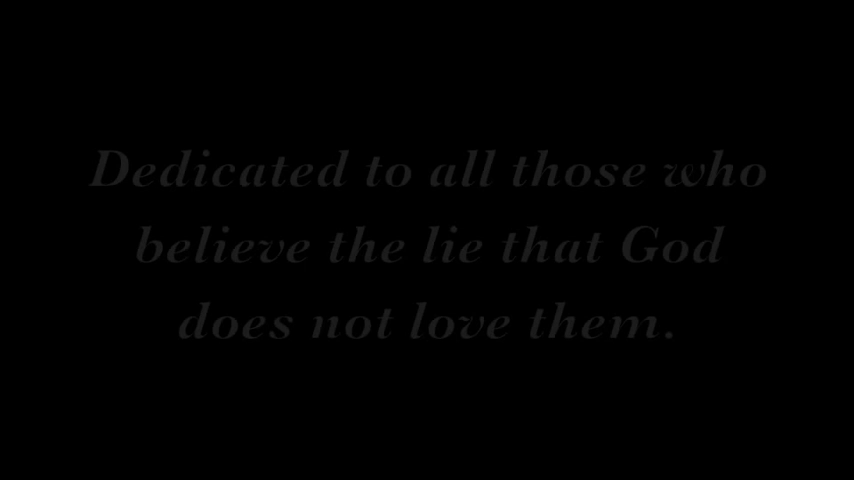 Dedicated to all those who
believe the lie that God
does not love them.